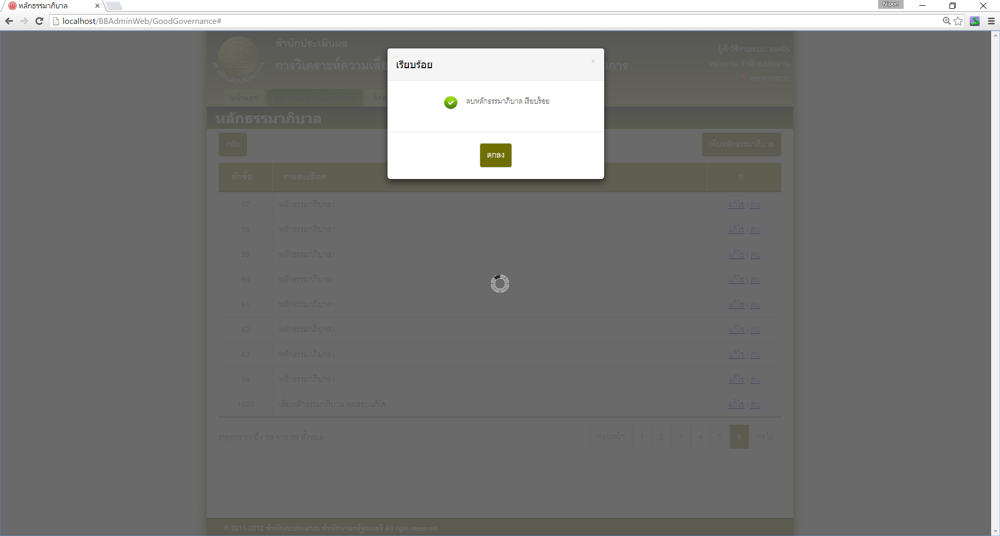 หลักธรรมาภิบาล
Nipon
localhost/BBAdminWeb/GoodGovernance#
สำนักประเมินผล
การวิเคราะห์ความเสี่ งการ
ผู้เข้าใช้งานระบบ: แอดมิน
หน่วยงาน: สำนักงบประมาณ
ออกจากระบบ
สำนักงบประมาณ
หน้าแรก
เรียบร้อย ×
ลบหลักธรรมาภิบาล เรียบร้อย
ตกลง
หลักธรรมาภิบาล
กลับ เพิ่มหลักธรรมาภิบาล
หัวข้อ รายละเอียด #
57 หลักธรรมาภิบาล1 แก้ไข | ลบ
58 หลักธรรมาภิบาล1 แก้ไข | ลบ
59 หลักธรรมาภิบาล1 แก้ไข | ลบ
60 หลักธรรมาภิบาล1 แก้ไข | ลบ
61 หลักธรรมาภิบาล1 แก้ไข | ลบ
62 หลักธรรมาภิบาล1 แก้ไข | ลบ
63 หลักธรรมาภิบาล1 แก้ไข | ลบ
64 หลักธรรมาภิบาล1 แก้ไข | ลบ
1020 เพิ่มหลักธรรมาภิบาล ทดสอบแก้ไข แก้ไข | ลบ
รายการ 51 ถึง 59 จาก 59 ทั้งหมด
ก่อนหน้า 1 2 3 4 5 6 ต่อไป
© 2011-2012 สำนักงบประมาณ สำนักนายกรัฐมนตรี All right reserved